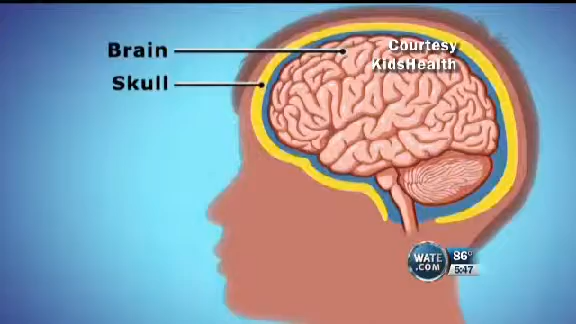 Brain
Courtesy
KidsHealth
Skull
WATE
.COM
86°
5:47